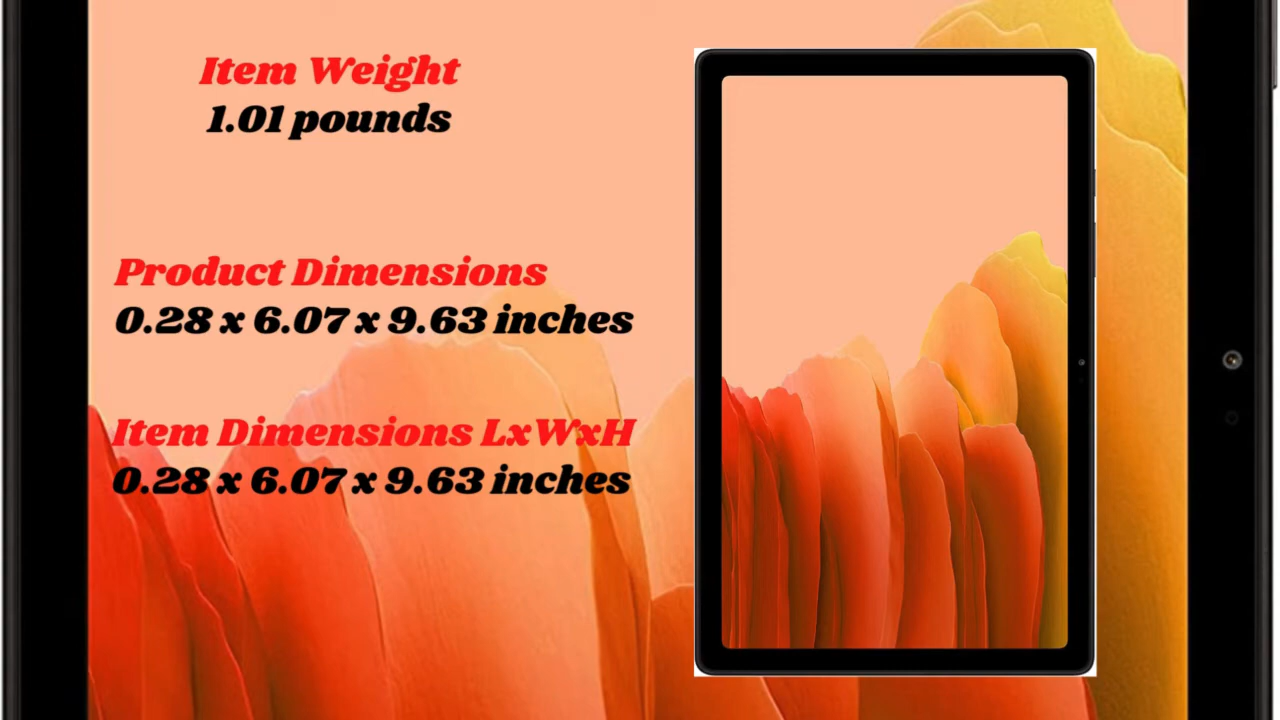 Item Weight
1.01 pounds
Product Dimensions
0.28 x 6.07 x 9.63 inches
Item Dimensions LxWxH
0.28 x 6.07 x 9.63 inches